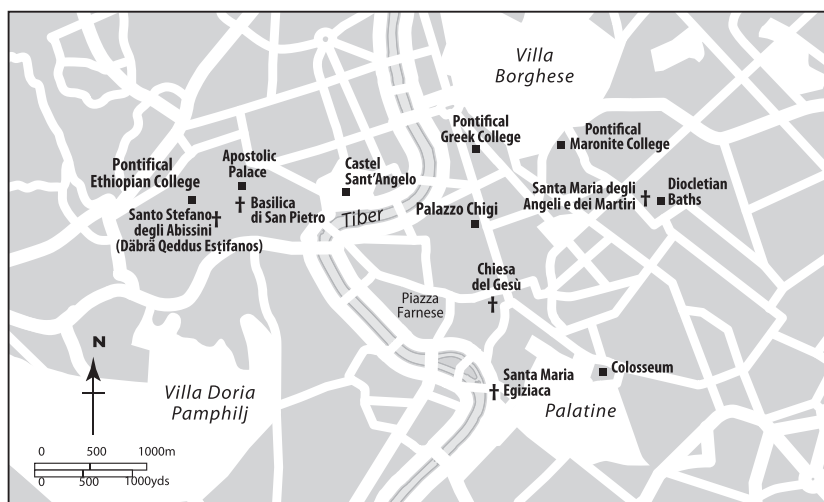 Villa
Borghese
Pontifical
Greek College
Pontifical
Maronite College
Apostolic
Palace
Castel
Sant’Angelo
Pontifical
Ethiopian College
Basilica
di San Pietro
Santo Stefano
degli Abissini
(Däbrä Qeddus Esṭifanos)
Tiber
Palazzo Chigi
Santa Maria degli
Angeli e dei Martiri
Diocletian
Baths
Chiesa
del Gesù
Piazza
Farnese
N
Villa Doria
Pamphilj
Santa Maria
Egiziaca
Colosseum
Palatine
0 500 1000m
0 500 1000yds